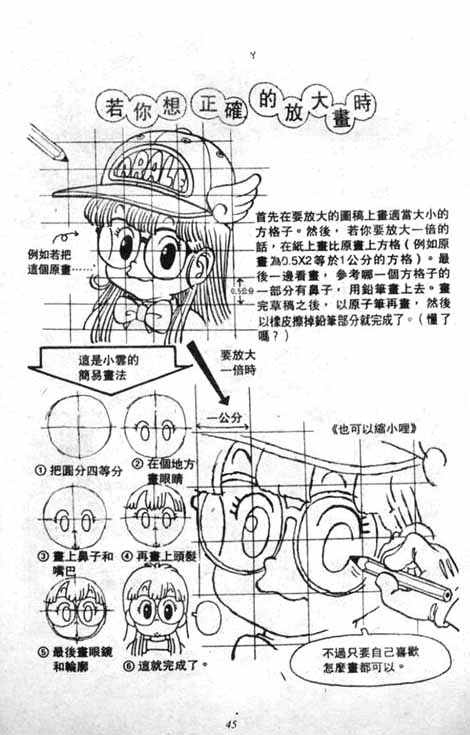 若你想正確的放大畫時
ARALE
首先在要放大的圖稿上畫適當大小的
方格子。然後，若你要放大一倍的
話，在紙上畫比原畫上方格（例如原
畫為0.5X2等於1公分的方格）。最
後一邊看畫，參考哪一個方格子的
一部分有鼻子，用鉛筆畫上去。畫
完草稿之後，以原子筆再畫，然後
以橡皮擦掉鉛筆部分就完成了。（懂了
嗎？）
例如若把
這個原畫……
0.5公分
這是小雲的
簡易畫法
要放大
一倍時
一公分
《也可以縮小哩》
① 把圓分四等分
② 在個地方
畫眼睛
③ 畫上鼻子和
嘴巴
④ 再畫上頭髮
⑤ 最後畫眼鏡
和輪廓
⑥ 這就完成了。
不過只要自己喜歡
怎麼畫都可以。
45